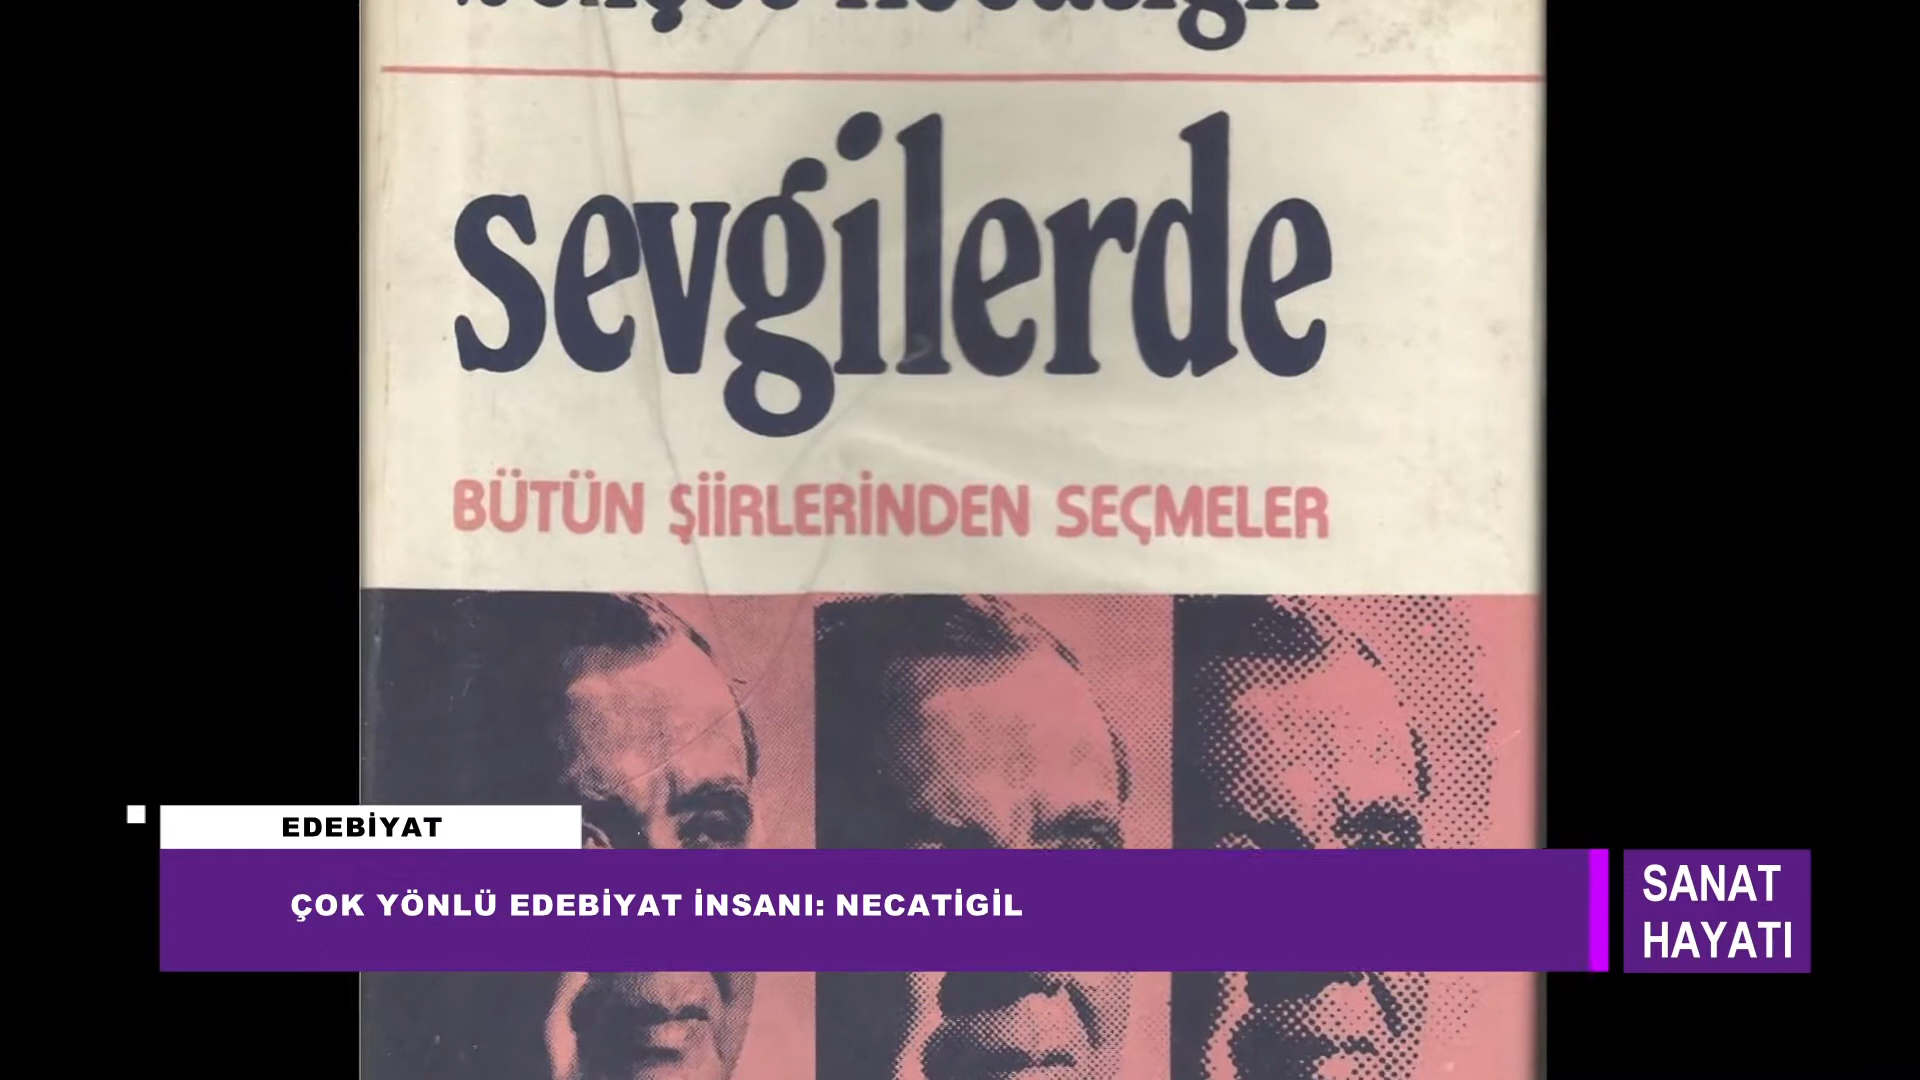 sevgilerde
BÜTÜN ŞİİRLERİNDEN SEÇMELER
EDEBİYAT
ÇOK YÖNLÜ EDEBİYAT İNSANI: NECATİGİL
SANAT
HAYATI